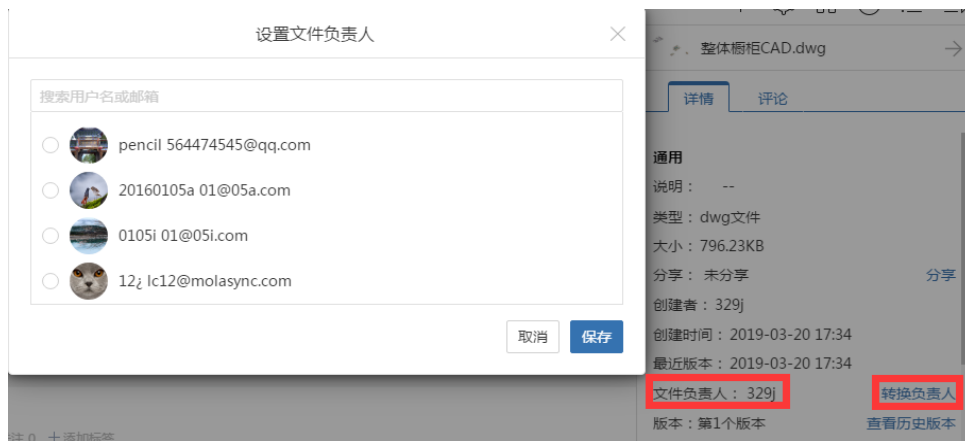 设置文件负责人
搜索用户名或邮箱
pencil 564474545@qq.com
20160105a 01@05a.com
0105i 01@05i.com
12¿ lc12@molasync.com
取消 保存
整体橱柜CAD.dwg
详情 评论
通用
说明： --
类型：dwg文件
大小：796.23KB
分享： 未分享 分享
创建者：329j
创建时间：2019-03-20 17:34
最近版本：2019-03-20 17:34
文件负责人：329j 转换负责人
版本：第1个版本 查看历史版本
添加标签